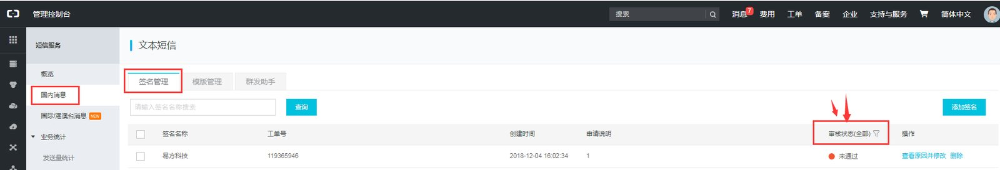 管理控制台
搜索
消息 7 费用 工单 备案 企业 支持与服务 简体中文
短信服务
概览
国内消息
国际/港澳台消息 NEW
业务统计
发送量统计
文本短信
签名管理 模版管理 群发助手
请输入签名名称搜索 查询 添加签名
签名名称 工单号 创建时间 申请说明 审核状态(全部) 操作
易方科技 119365946 2018-12-04 16:02:34 1 未通过 查看原因并修改 删除